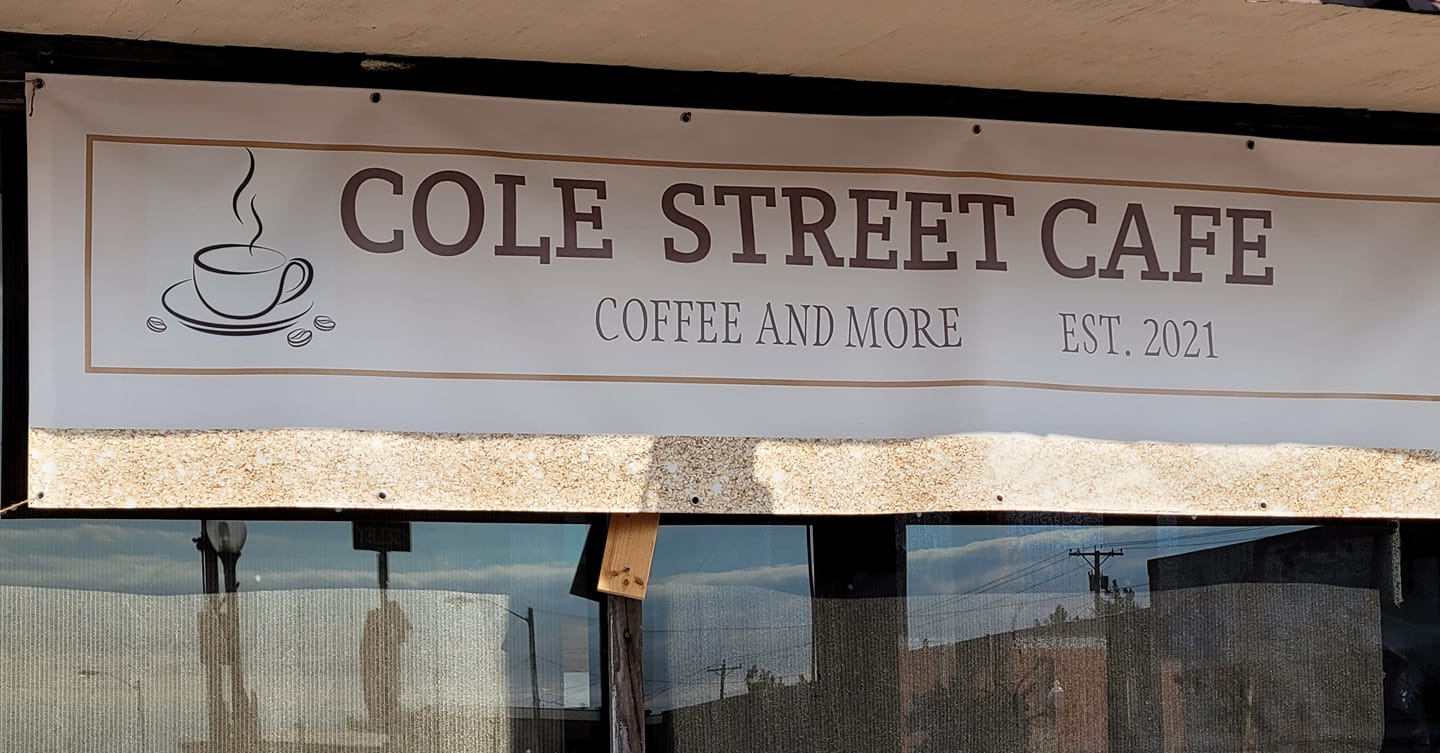 COLE STREET CAFE
COFFEE AND MORE EST. 2021